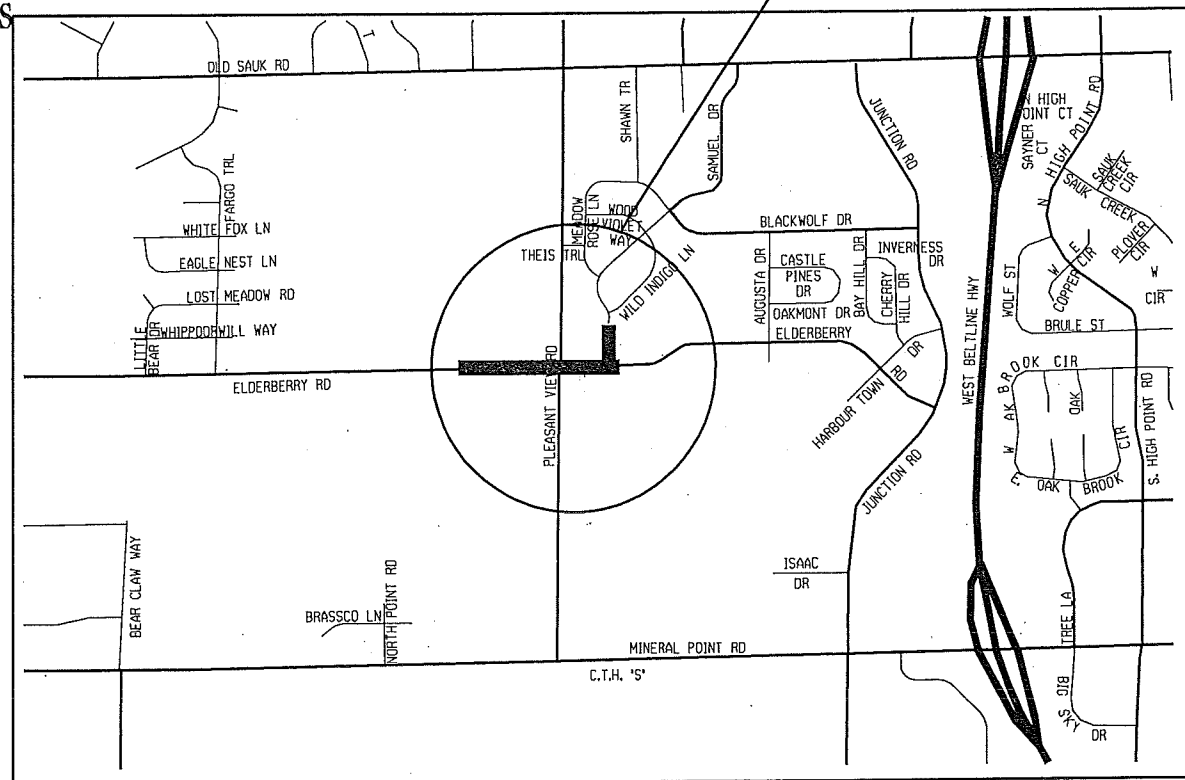 S
OLD SAUK RD
T
SHAWN TR
SAMUEL DR
JUNCTION RD
N HIGH
OINT CT
SAYNER
CT
N HIGH POINT RD
SAUK
CREEK
CIR
SAUK CREEK
PLOVER
CIR
W
CIR
W E
COPPER CIR
WOLF ST
BRULE ST
FARGO TRL
WHITE FOX LN
EAGLE NEST LN
LOST MEADOW RD
WHIPPOORWILL WAY
LITTLE
BEAR DR
ELDERBERRY RD
MEADOW
ROSE LN
WOOD
VIOLET
WAY
THEIS TRL
WILD INDIGO LN
BLACKWOLF DR
AUGUSTA DR
CASTLE
PINES
DR
OAKMONT DR
ELDERBERRY
RD
BAY HILL DR
INVERNESS
DR
CHERRY
HILL DR
HARBOUR TOWN DR
WEST BELTLINE HWY
PLEASANT VIEW RD
JUNCTION RD
W OAK BROOK CIR
OAK
E OAK BROOK CIR
S. HIGH POINT RD
ISAAC
DR
BEAR CLAW WAY
BRASSCO LN
NORTH POINT RD
MINERAL POINT RD
C.T.H. 'S'
TREE LA
BIG
SKY
DR
S